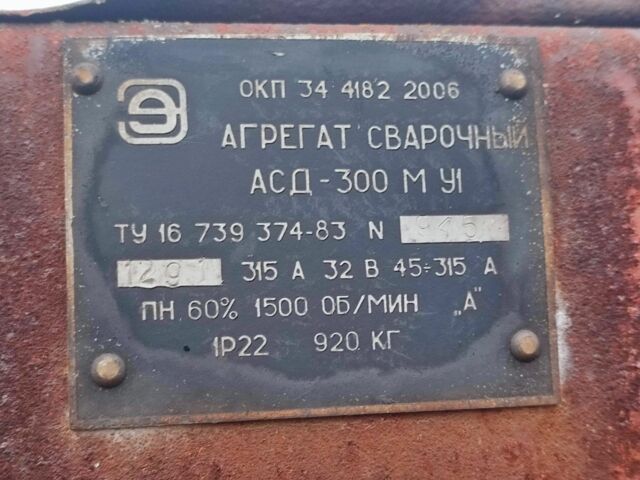 ОКП 34 4182 2006
АГРЕГАТ СВАРОЧНЫЙ
АСД-300 М У1
ТУ 16 739 374-83 N
1291 315 А 32 В 45÷315 А
ПН 60% 1500 ОБ/МИН „А"
1Р22 920 КГ